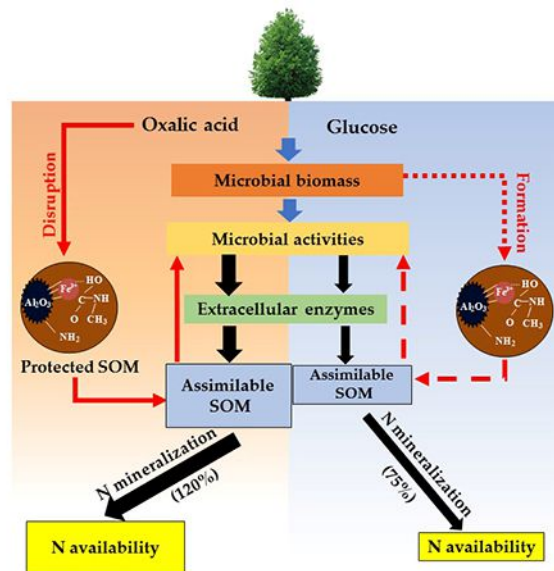 Oxalic acid
Glucose
Microbial biomass
Disruption
Formation
Microbial activities
Al₂O₃
Fe³⁺
HO
C
NH
O
CH₃
NH₂
Extracellular enzymes
Al₂O₃
Fe³⁺
HO
C
NH
O
CH₃
NH₂
Protected SOM
Assimilable
SOM
Assimilable
SOM
N mineralization
(120%)
N mineralization
(75%)
N availability
N availability